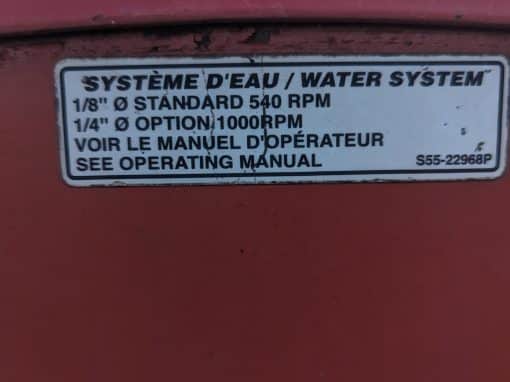 SYSTÈME D'EAU / WATER SYSTEM
1/8" Ø STANDARD 540 RPM
1/4" Ø OPTION 1000RPM
VOIR LE MANUEL D'OPÉRATEUR
SEE OPERATING MANUAL S55-22968P